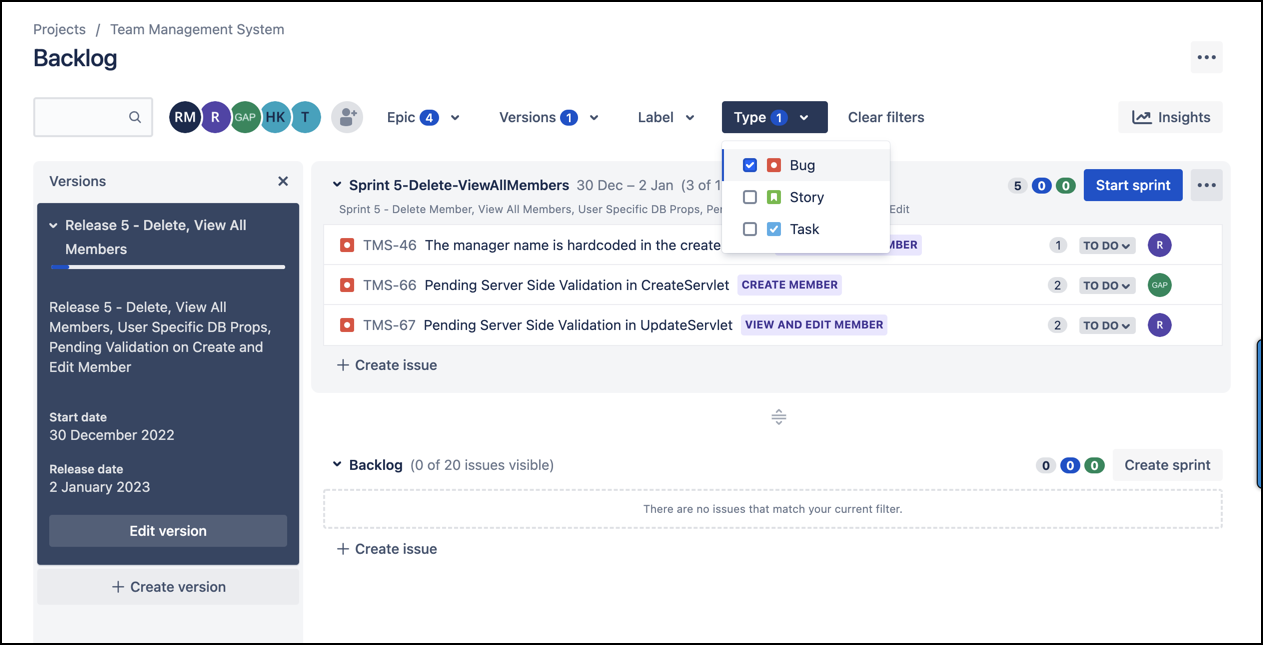 Projects / Team Management System
Backlog
RM R GAP HK T
Epic 4 Versions 1 Label Type 1 Clear filters Insights
Bug
Story
Task
Versions
Release 5 - Delete, View All
Members
Release 5 - Delete, View All
Members, User Specific DB Props,
Pending Validation on Create and
Edit Member
Start date
30 December 2022
Release date
2 January 2023
Edit version
+ Create version
Sprint 5-Delete-ViewAllMembers 30 Dec – 2 Jan (3 of 1
5 0 0 Start sprint
Sprint 5 - Delete Member, View All Members, User Specific DB Props, Edit
TMS-46 The manager name is hardcoded in the create 1 TO DO R
TMS-66 Pending Server Side Validation in CreateServlet CREATE MEMBER 2 TO DO GAP
TMS-67 Pending Server Side Validation in UpdateServlet VIEW AND EDIT MEMBER 2 TO DO R
+ Create issue
Backlog (0 of 20 issues visible) 0 0 0 Create sprint
There are no issues that match your current filter.
+ Create issue